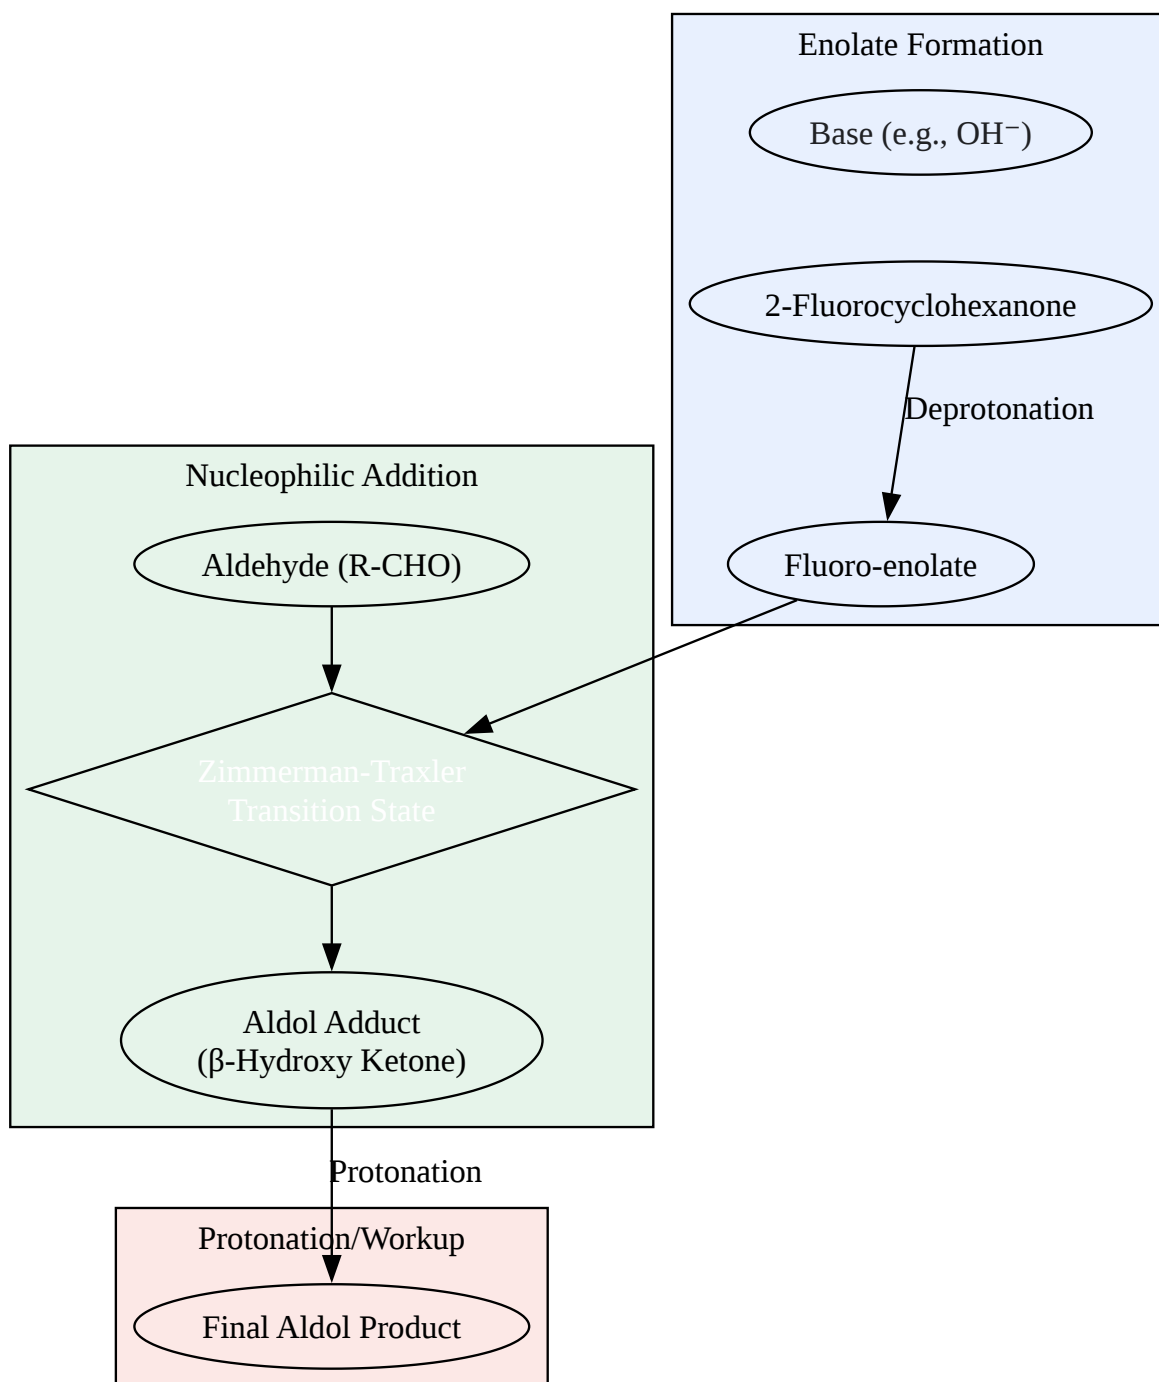 Enolate Formation
Base (e.g., OH⁻)
2-Fluorocyclohexanone
Deprotonation
Fluoro-enolate
Nucleophilic Addition
Aldehyde (R-CHO)
Zimmerman-Traxler
Transition State
Aldol Adduct
(β-Hydroxy Ketone)
Protonation
Protonation/Workup
Final Aldol Product